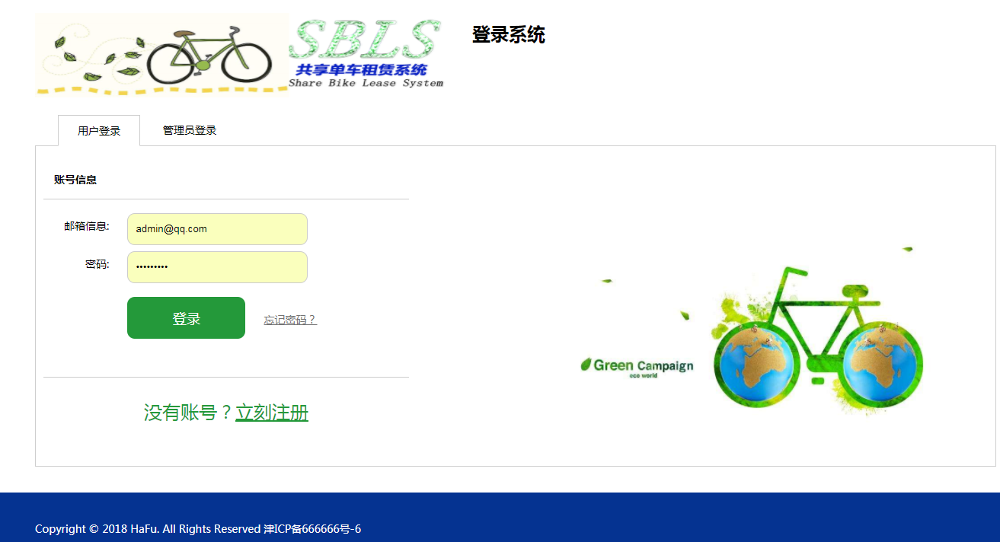 SBLS
共享单车租赁系统
Share Bike Lease System
登录系统
用户登录 管理员登录
账号信息
邮箱信息: admin@qq.com
密码: •••••••••
登录 忘记密码？
没有账号？立刻注册
Green Campaign
eco world
Copyright © 2018 HaFu. All Rights Reserved 津ICP备666666号-6